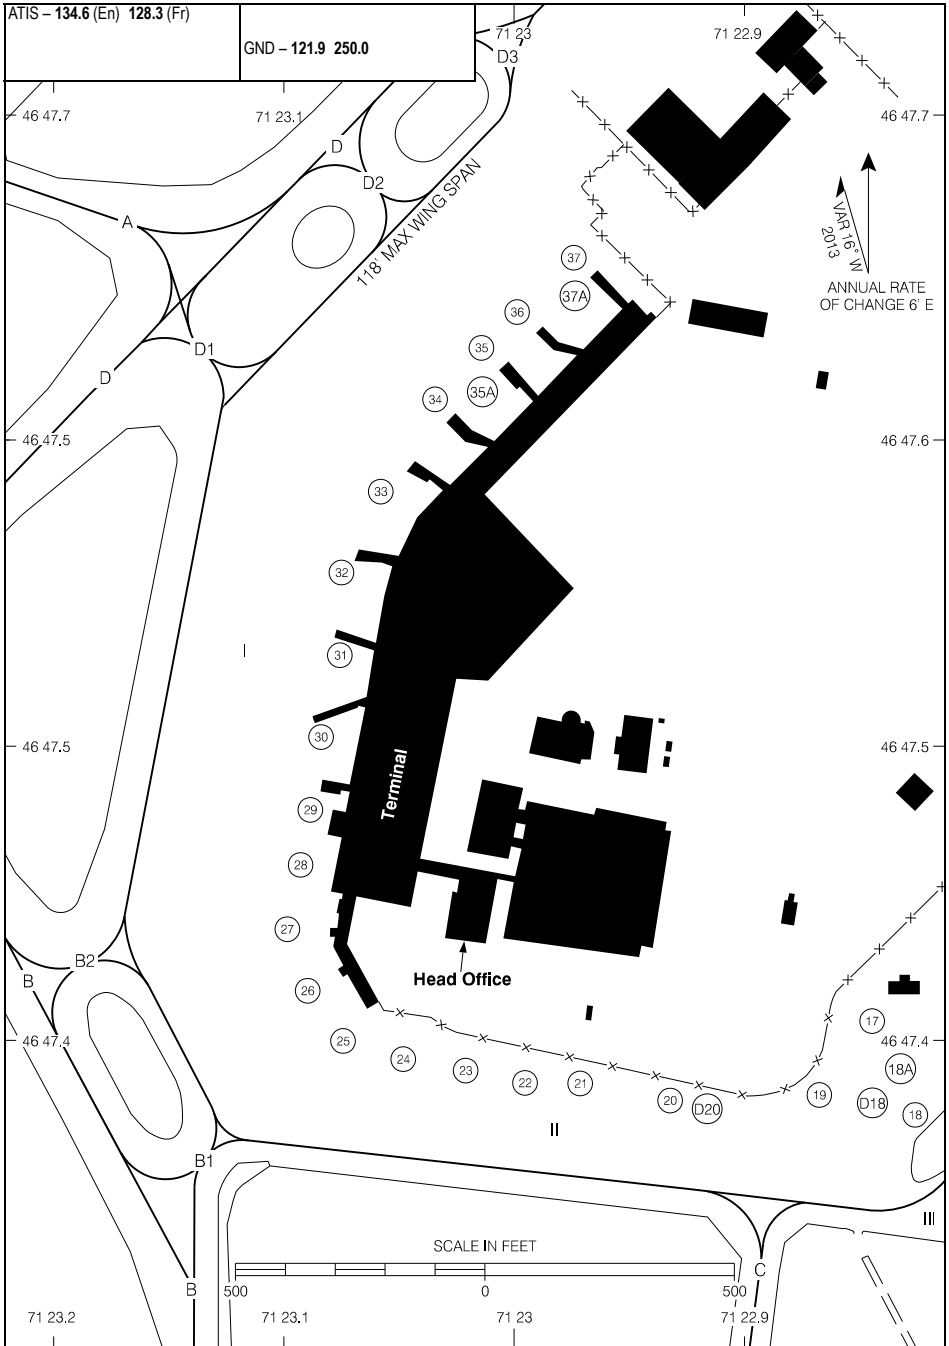 ATIS – 134.6 (En) 128.3 (Fr)
GND – 121.9 250.0
71 23
71 22.9
D3
46 47.7
71 23.1
46 47.7
D
D2
118' MAX WING SPAN
A
VAR 16° W
2013
ANNUAL RATE
OF CHANGE 6' E
37
37A
36
35
D1
D
35A
34
46 47.5
46 47.6
33
32
I
31
30
46 47.5
46 47.5
Terminal
29
28
27
B2
B
Head Office
26
17
25
46 47.4
46 47.4
24
23
22
21
18A
20
D20
19
D18
18
II
B1
III
SCALE IN FEET
C
B
500
0
500
71 23.2
71 23.1
71 23
71 22.9